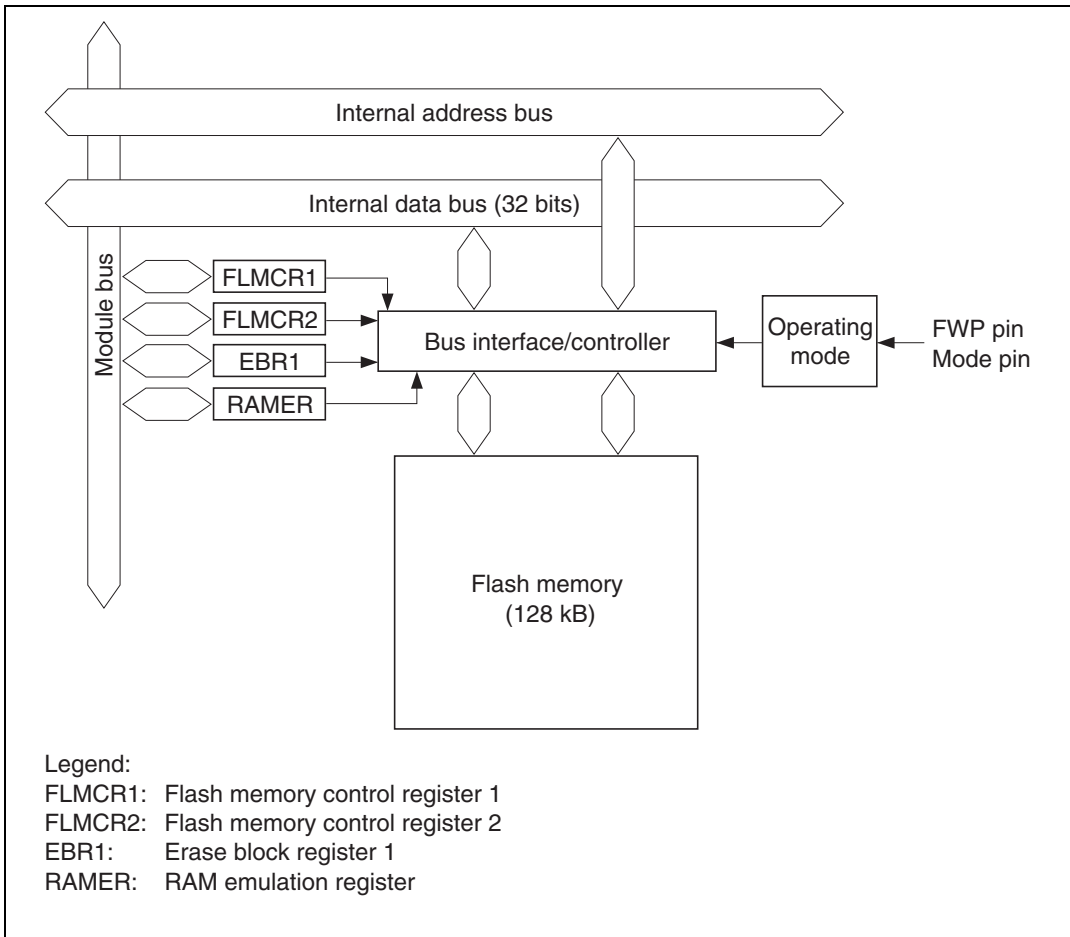 Internal address bus
Internal data bus (32 bits)
Module bus
FLMCR1
FLMCR2
EBR1
RAMER
Bus interface/controller
Operating
mode
FWP pin
Mode pin
Flash memory
(128 kB)
Legend:
FLMCR1: Flash memory control register 1
FLMCR2: Flash memory control register 2
EBR1: Erase block register 1
RAMER: RAM emulation register